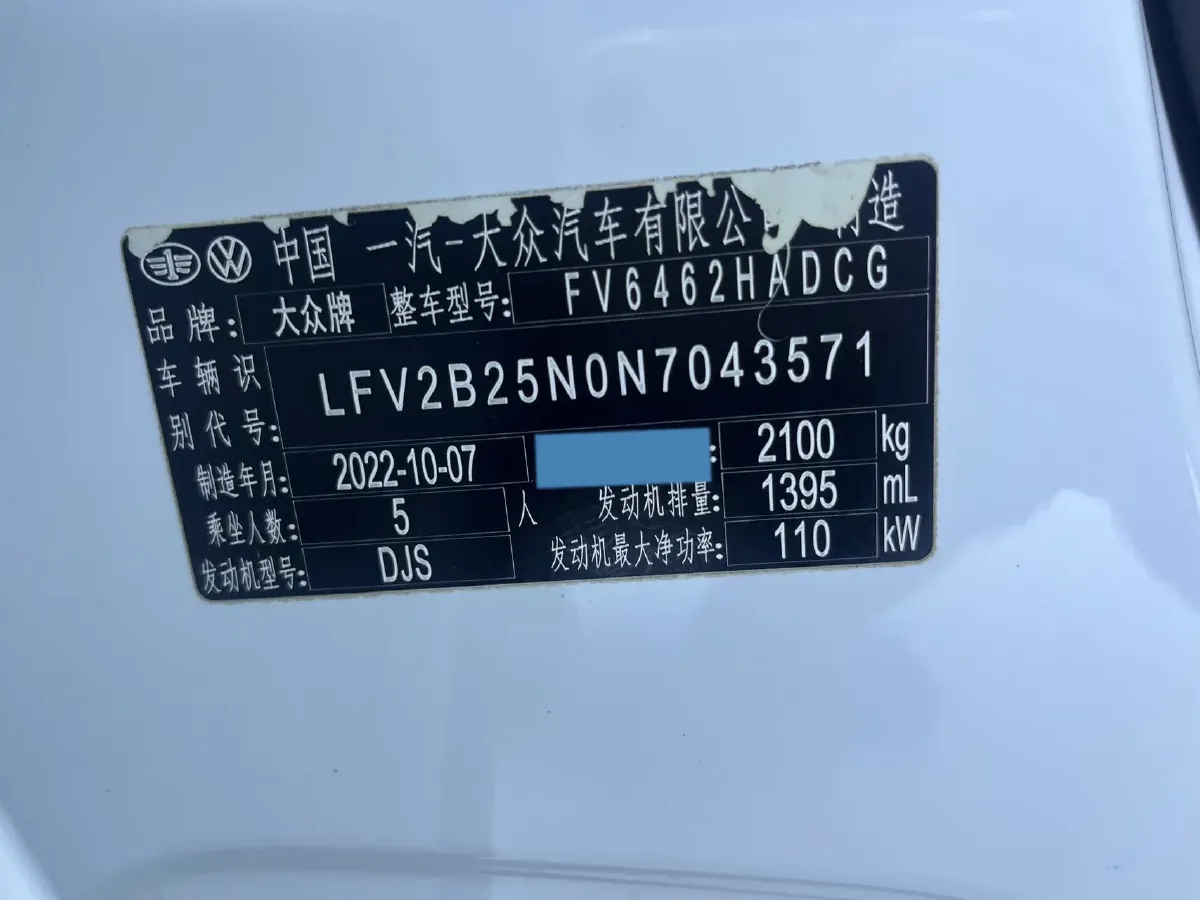 中国 一汽-大众汽车有限公 制造
品牌: 大众牌 整车型号: FV6462HADCG
车辆识别代号: LFV2B25N0N7043571
制造年月: 2022-10-07 : 2100 kg
乘坐人数: 5 人 发动机排量: 1395 mL
发动机型号: DJS 发动机最大净功率: 110 kW